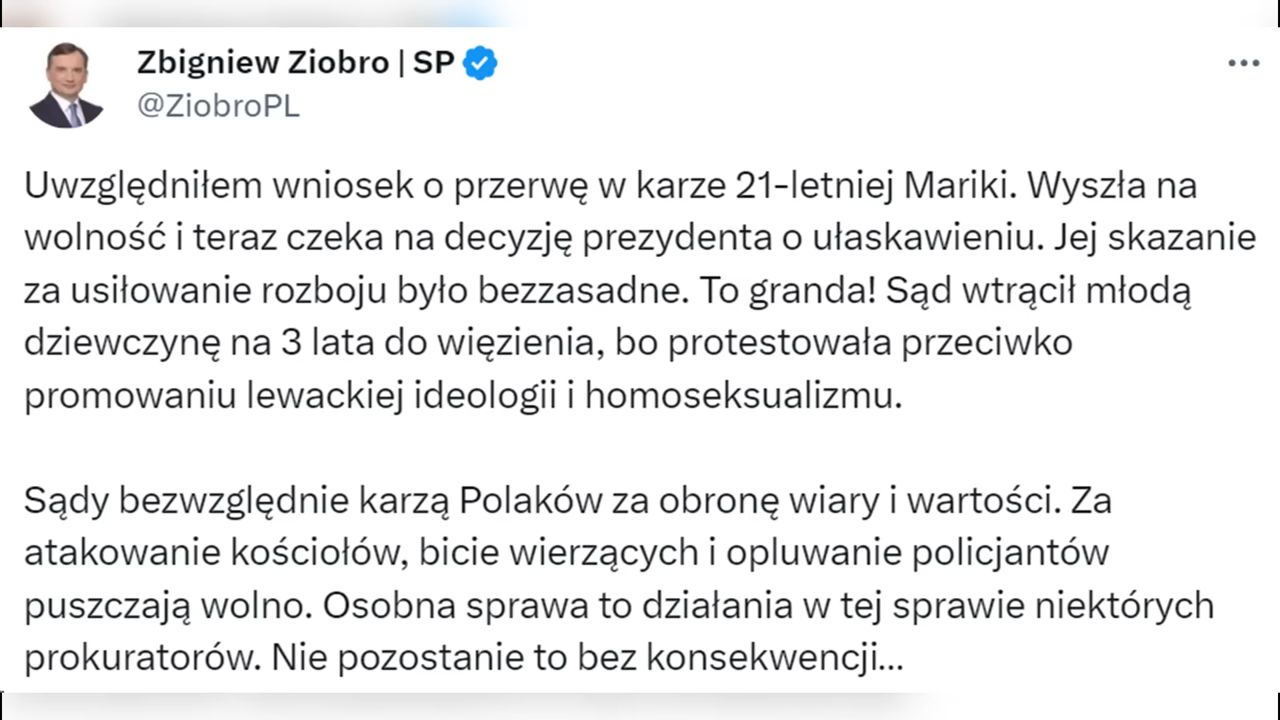 Zbigniew Ziobro | SP
@ZiobroPL
Uwzględniłem wniosek o przerwę w karze 21-letniej Mariki. Wyszła na
wolność i teraz czeka na decyzję prezydenta o ułaskawieniu. Jej skazanie
za usiłowanie rozboju było bezzasadne. To granda! Sąd wtrącił młodą
dziewczynę na 3 lata do więzienia, bo protestowała przeciwko
promowaniu lewackiej ideologii i homoseksualizmu.
Sądy bezwzględnie karzą Polaków za obronę wiary i wartości. Za
atakowanie kościołów, bicie wierzących i opluwanie policjantów
puszczają wolno. Osobna sprawa to działania w tej sprawie niektórych
prokuratorów. Nie pozostanie to bez konsekwencji...